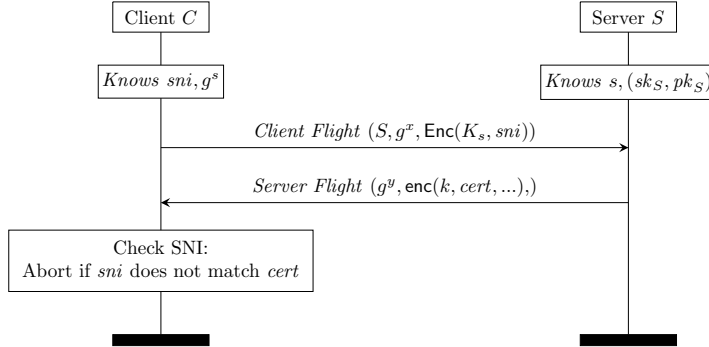 Client C
Server S
Knows sni, g^s
Knows s, (sk_S, pk_S)
Client Flight (S, g^x, Enc(K_s, sni))
Server Flight (g^y, enc(k, cert, ...),)
Check SNI:
Abort if sni does not match cert